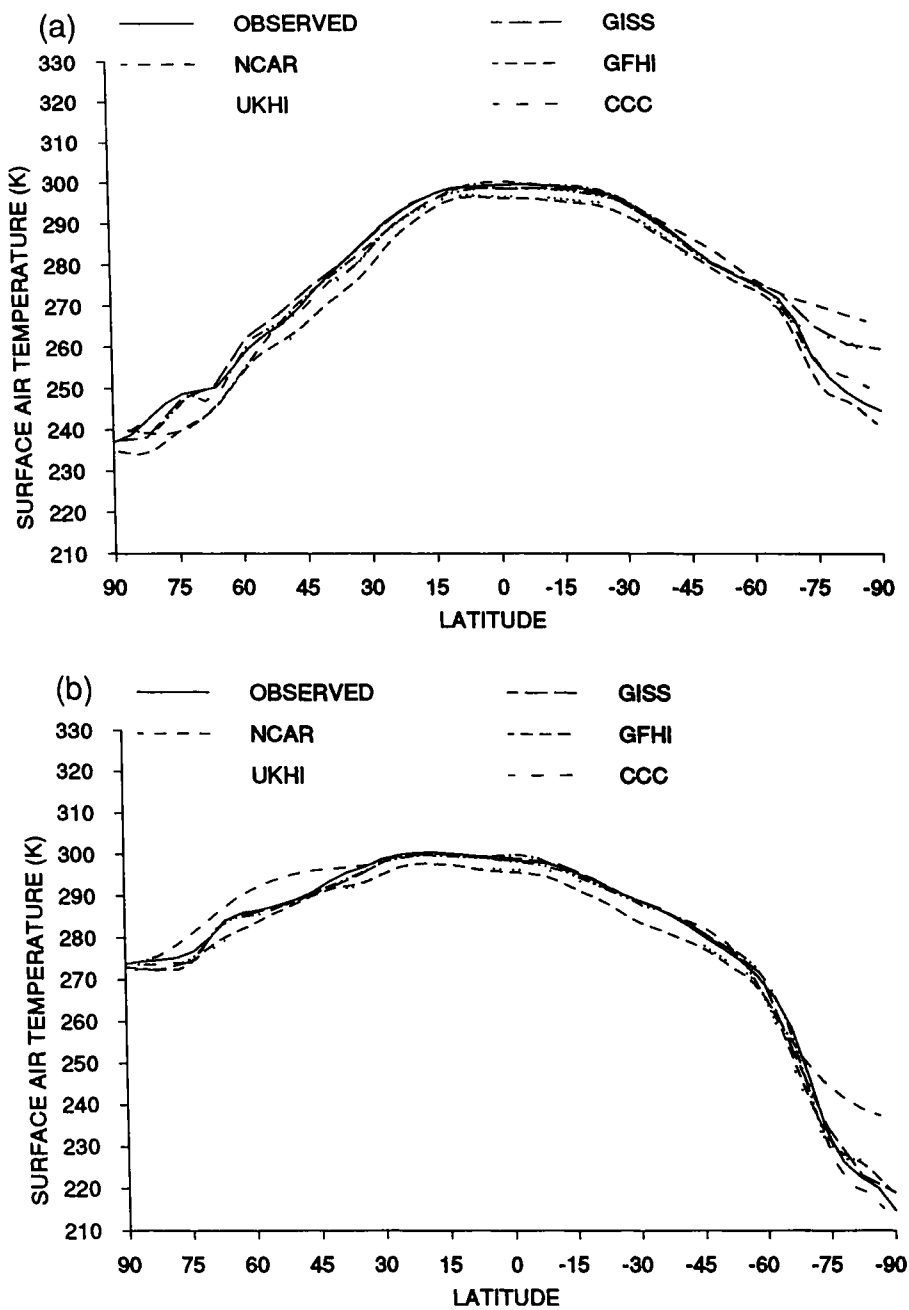 (a)
OBSERVED GISS
NCAR GFHI
UKHI CCC
SURFACE AIR TEMPERATURE (K)
330
320
310
300
290
280
270
260
250
240
230
220
210
90 75 60 45 30 15 0 -15 -30 -45 -60 -75 -90
LATITUDE
(b)
OBSERVED GISS
NCAR GFHI
UKHI CCC
SURFACE AIR TEMPERATURE (K)
330
320
310
300
290
280
270
260
250
240
230
220
210
90 75 60 45 30 15 0 -15 -30 -45 -60 -75 -90
LATITUDE